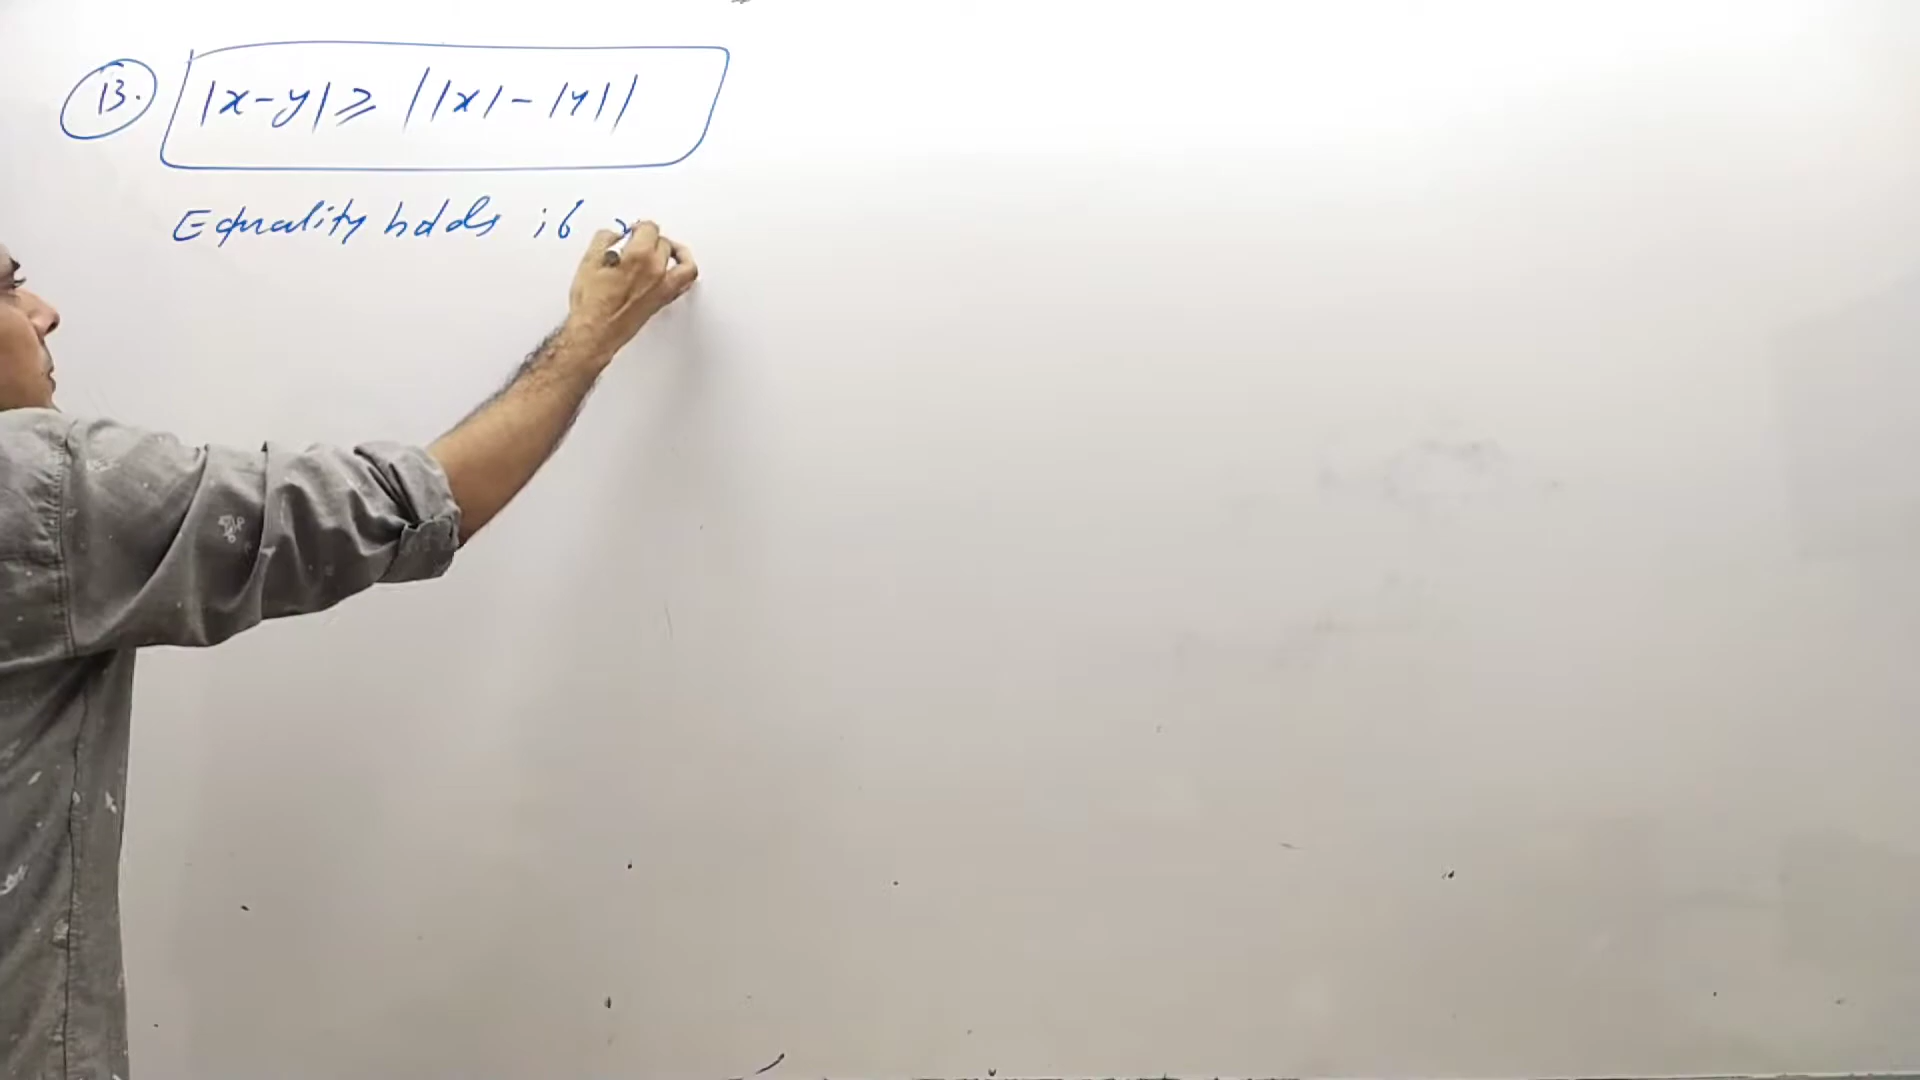 13. |x-y| ⩾ ||x| - |y||
Equality holds if x